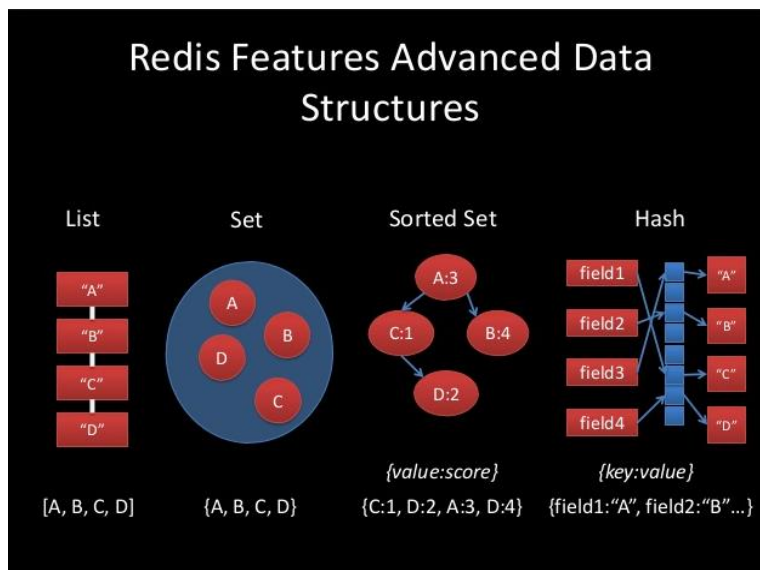 Redis Features Advanced Data
Structures
List
Set
Sorted Set
Hash
"A"
"B"
"C"
"D"
A
B
D
C
A:3
C:1
B:4
D:2
field1
field2
field3
field4
"A"
"B"
"C"
"D"
{value:score}
{key:value}
[A, B, C, D]
{A, B, C, D}
{C:1, D:2, A:3, D:4}
{field1:"A", field2:"B"...}